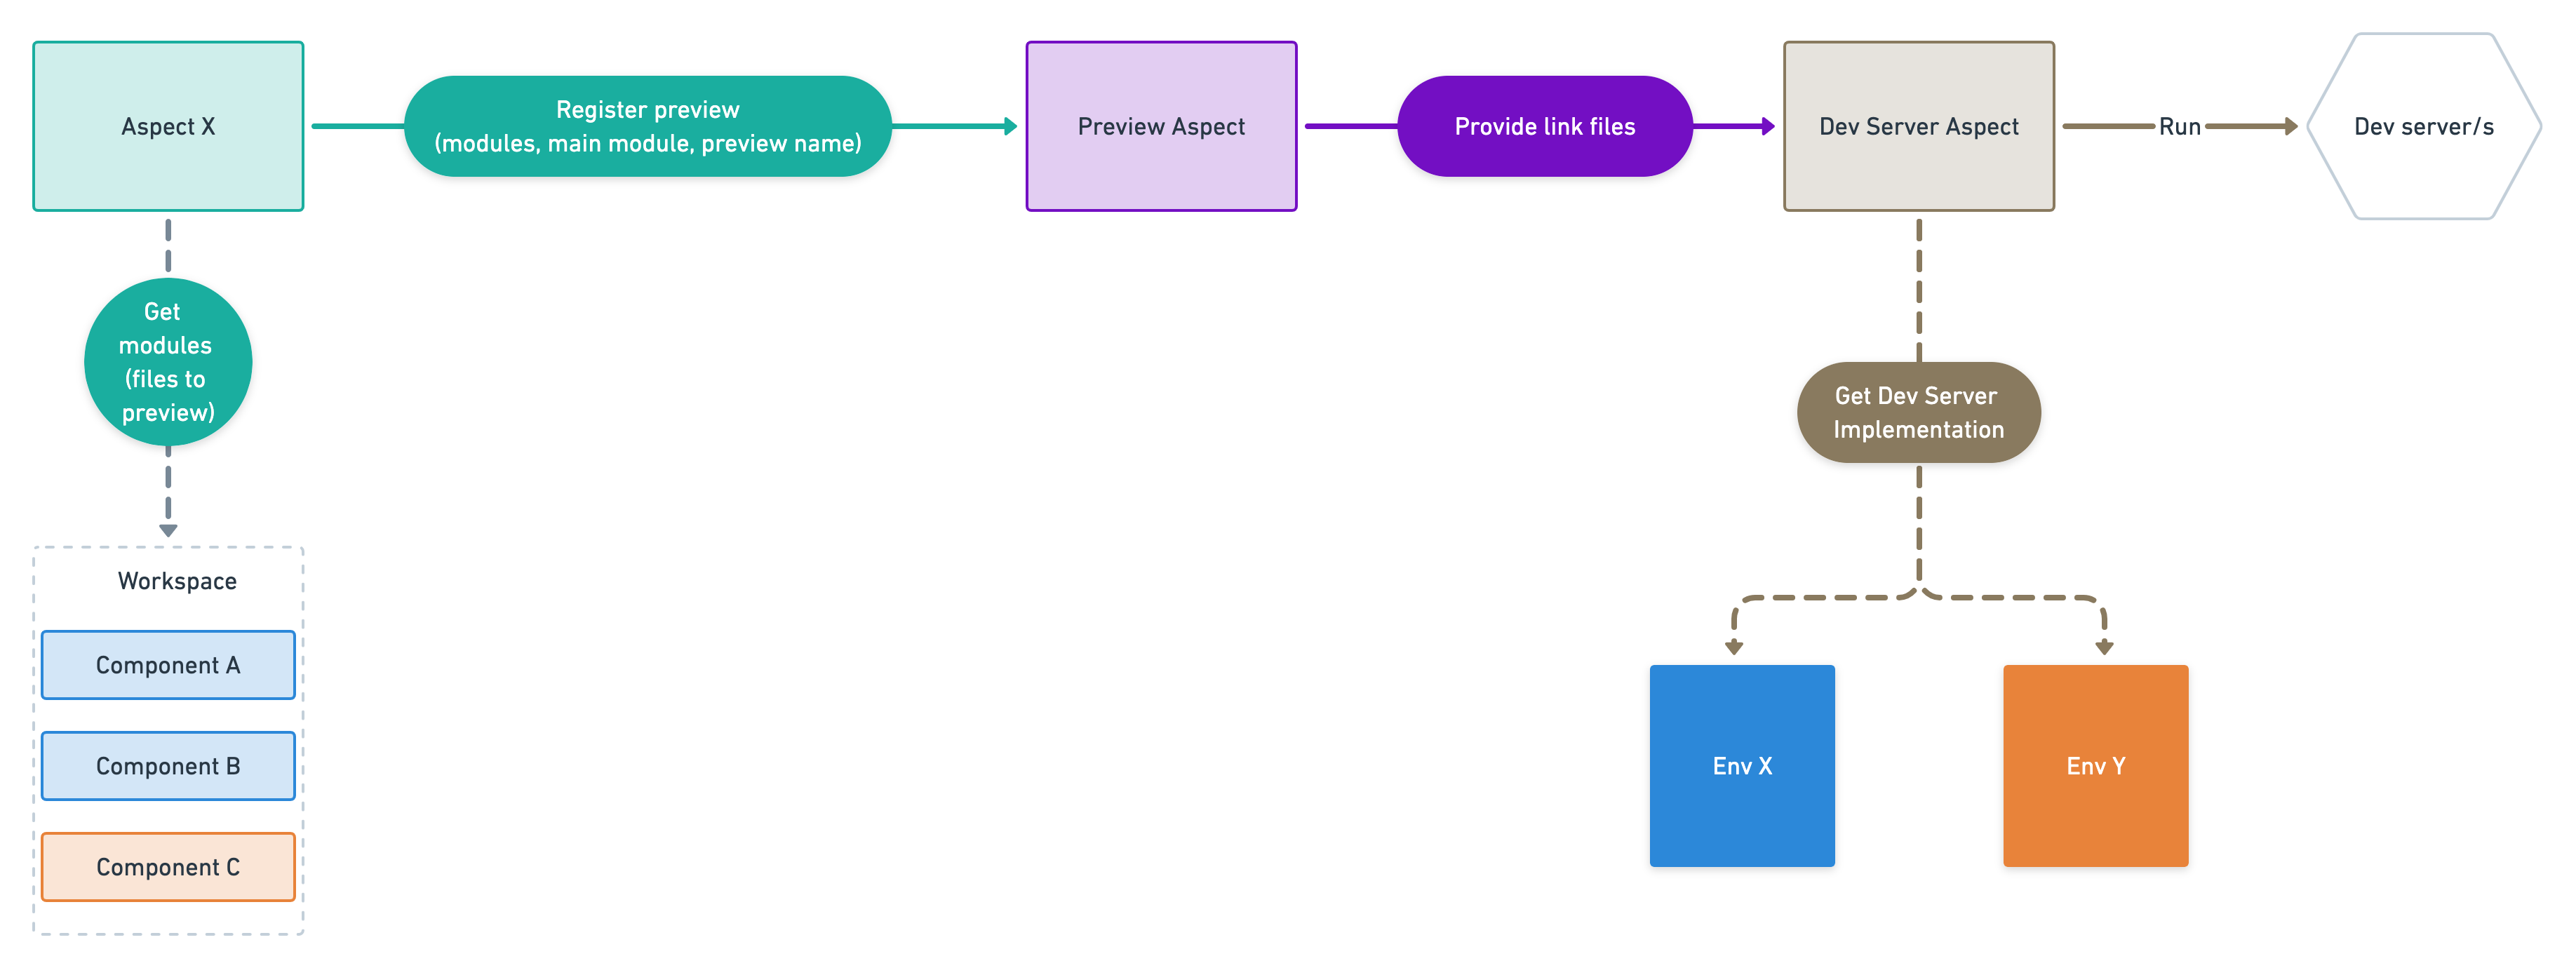 Aspect X
Register preview
(modules, main module, preview name)
Preview Aspect
Provide link files
Dev Server Aspect
Run
Dev server/s
Get
modules
(files to
preview)
Get Dev Server
Implementation
Workspace
Component A
Component B
Component C
Env X
Env Y